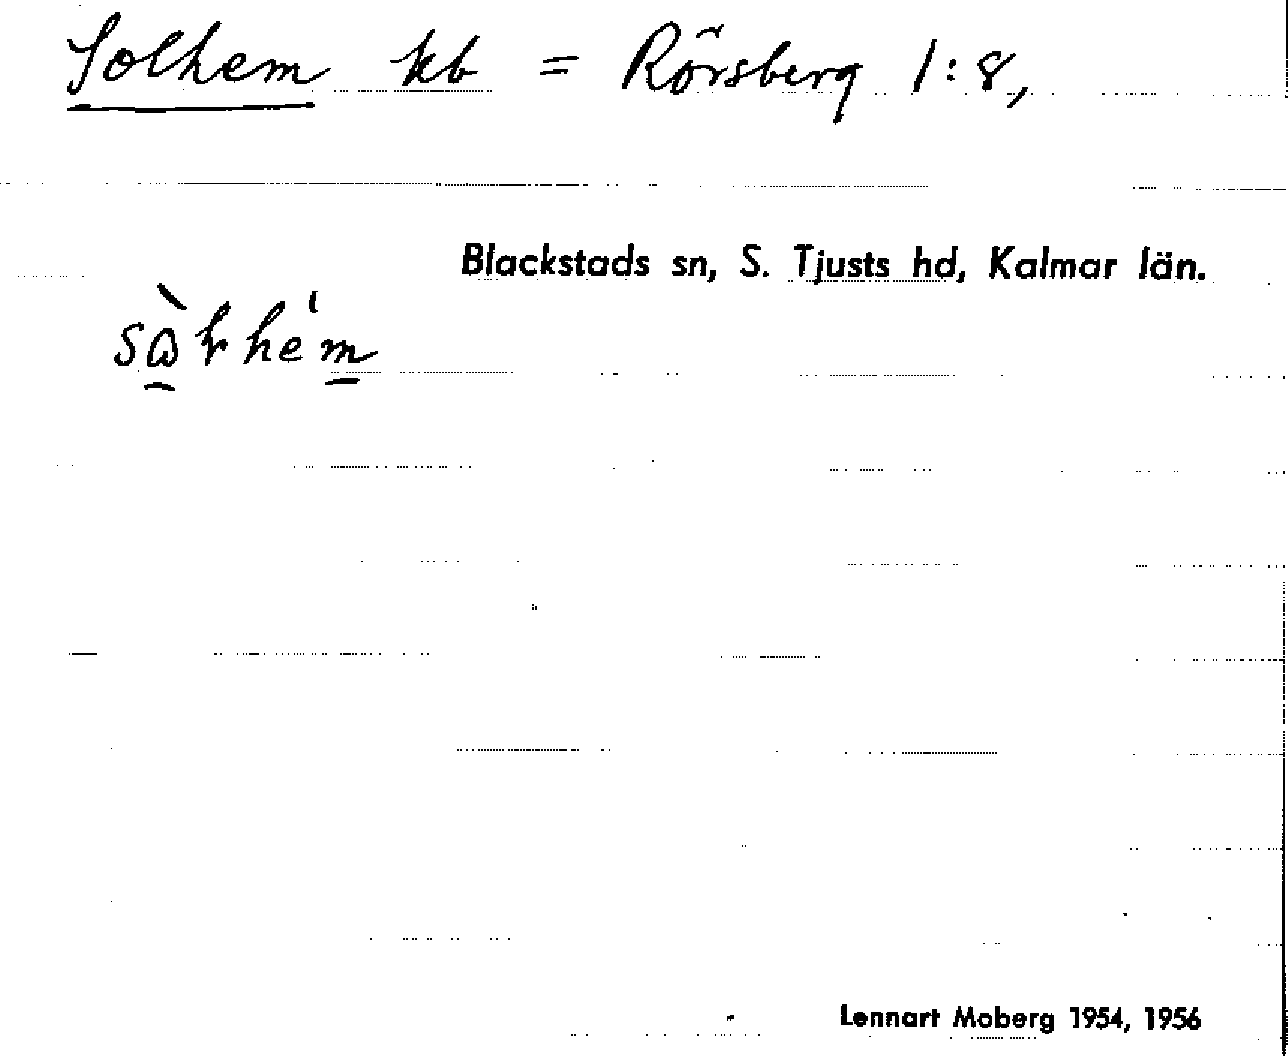 Solhem kb = Rörsberg 1:8,
Blackstads sn, S. Tjusts hd, Kalmar län.
Lennart Moberg 1954, 1956